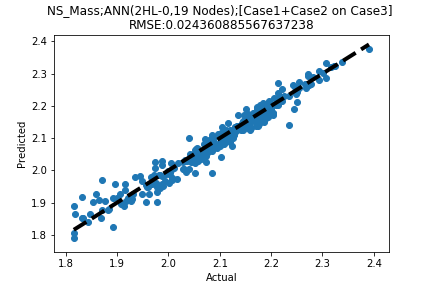 NS_Mass;ANN(2HL-0,19 Nodes);[Case1+Case2 on Case3]
RMSE:0.024360885567637238
2.4
2.3
2.2
2.1
2.0
1.9
1.8
Predicted
1.8 1.9 2.0 2.1 2.2 2.3 2.4
Actual